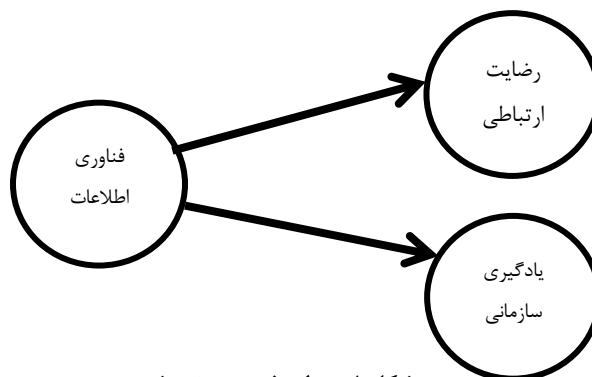 رضایت
ارتباطی
فناوری
اطلاعات
یادگیری
سازمانی